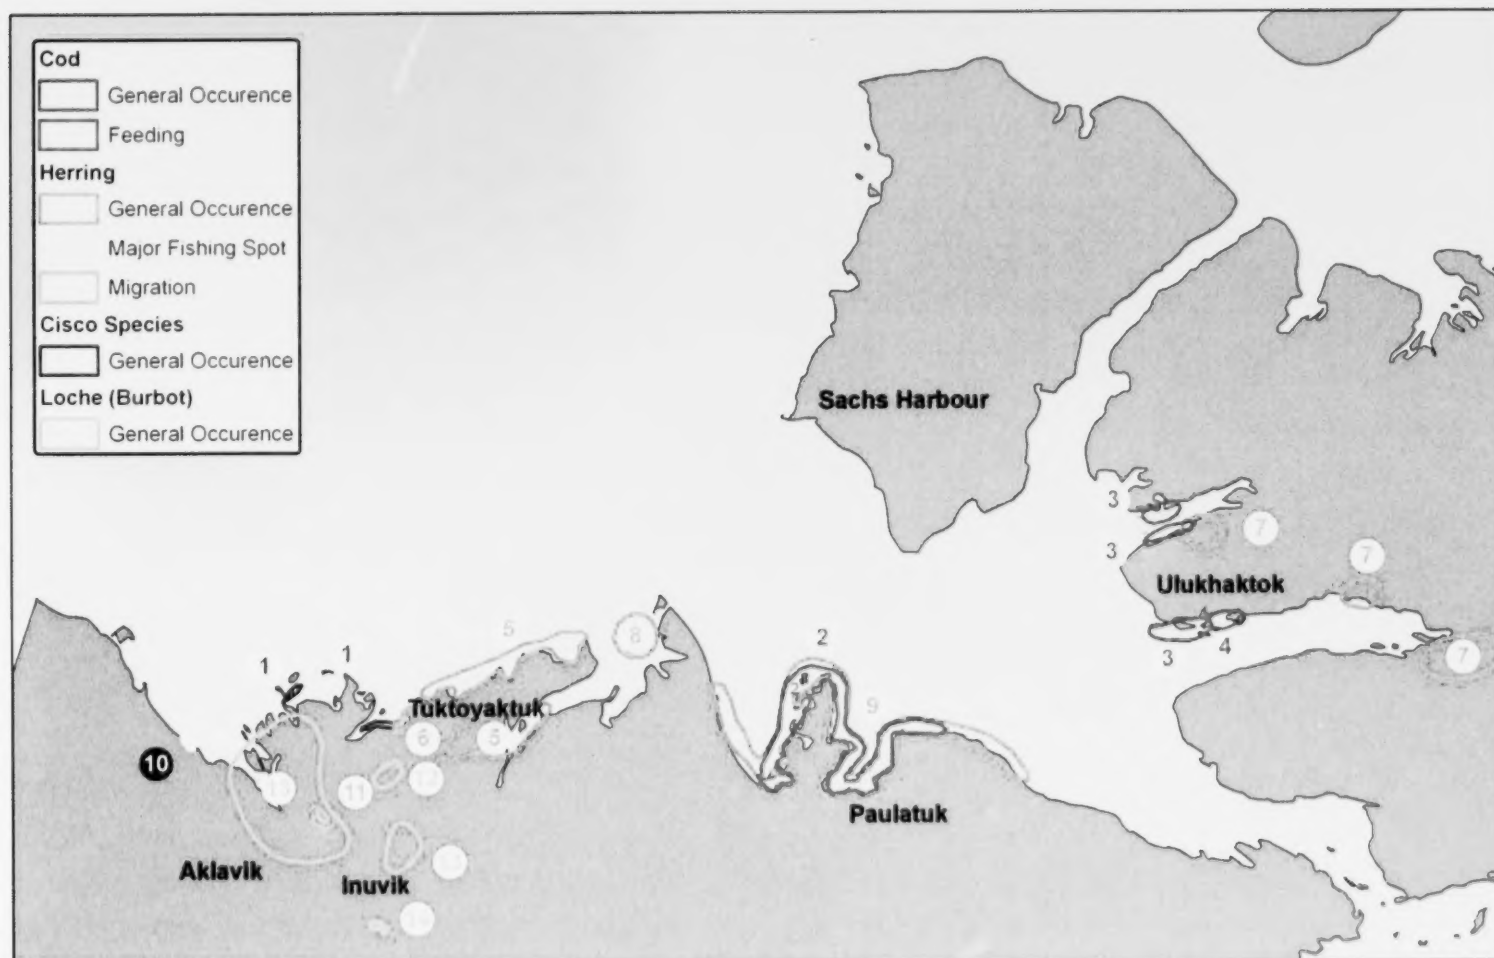 Cod
General Occurence
Feeding
Herring
General Occurence
Major Fishing Spot
Migration
Cisco Species
General Occurence
Loche (Burbot)
General Occurence
Sachs Harbour
3
7
3
7
Ulukhaktok
3
4
7
5
8
2
1
1
Tuktoyaktuk
9
6
5
10
11
Paulatuk
Aklavik
Inuvik